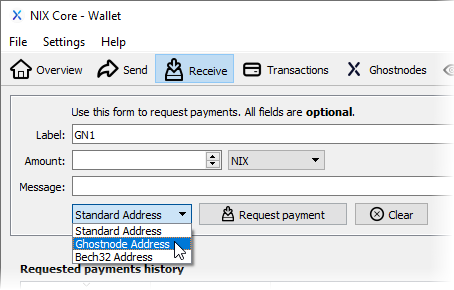 NIX Core - Wallet
File Settings Help
Overview Send Receive Transactions Ghostnodes
Use this form to request payments. All fields are optional.
Label: GN1
Amount: NIX
Message:
Standard Address Request payment Clear
Standard Address
Ghostnode Address
Bech32 Address
Requested payments history